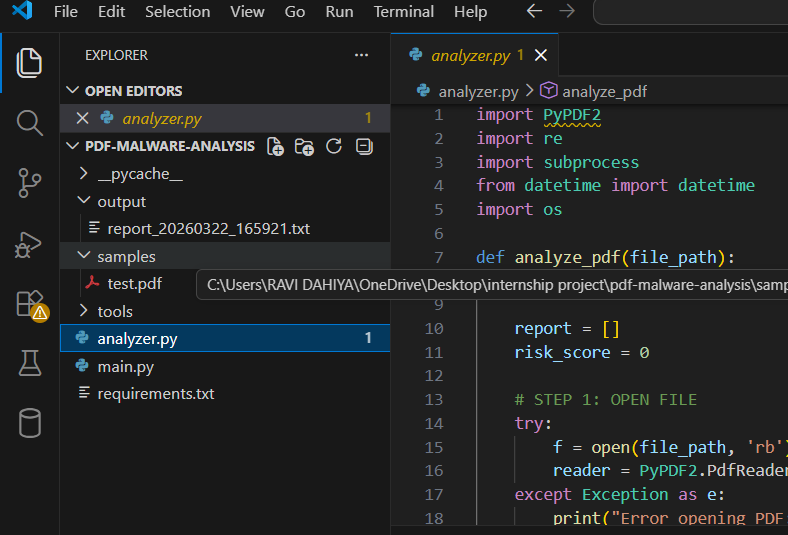 File Edit Selection View Go Run Terminal Help
EXPLORER
OPEN EDITORS
analyzer.py 1
PDF-MALWARE-ANALYSIS
__pycache__
output
report_20260322_165921.txt
samples
test.pdf
tools
analyzer.py 1
main.py
requirements.txt
analyzer.py 1
analyzer.py > analyze_pdf
1 import PyPDF2
2 import re
3 import subprocess
4 from datetime import datetime
5 import os
6
7 def analyze_pdf(file_path):
C:\Users\RAVI DAHIYA\OneDrive\Desktop\internship project\pdf-malware-analysis\samp
9
10 report = []
11 risk_score = 0
12
13 # STEP 1: OPEN FILE
14 try:
15 f = open(file_path, 'rb')
16 reader = PyPDF2.PdfReader
17 except Exception as e:
18 print("Error opening PDF